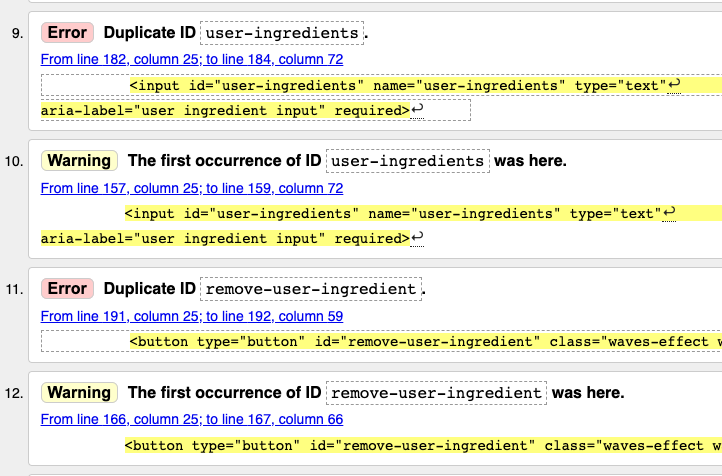 9. Error Duplicate ID user-ingredients.
From line 182, column 25; to line 184, column 72
<input id="user-ingredients" name="user-ingredients" type="text"↩
aria-label="user ingredient input" required>↩
10. Warning The first occurrence of ID user-ingredients was here.
From line 157, column 25; to line 159, column 72
<input id="user-ingredients" name="user-ingredients" type="text"↩
aria-label="user ingredient input" required>↩
11. Error Duplicate ID remove-user-ingredient.
From line 191, column 25; to line 192, column 59
<button type="button" id="remove-user-ingredient" class="waves-effect w
12. Warning The first occurrence of ID remove-user-ingredient was here.
From line 166, column 25; to line 167, column 66
<button type="button" id="remove-user-ingredient" class="waves-effect w